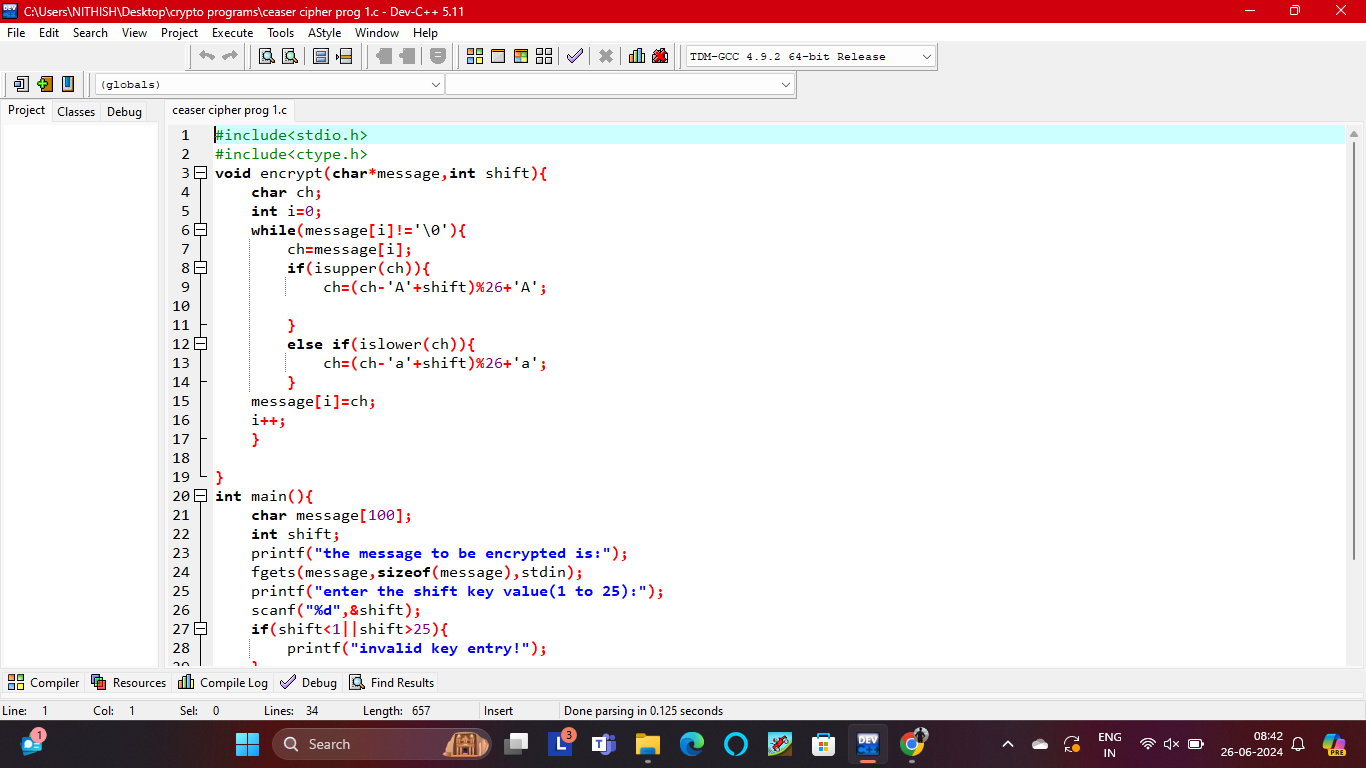 C:\Users\NITHISH\Desktop\crypto programs\ceaser cipher prog 1.c - Dev-C++ 5.11
File Edit Search View Project Execute Tools AStyle Window Help
TDM-GCC 4.9.2 64-bit Release
(globals)
Project Classes Debug
ceaser cipher prog 1.c
1 #include<stdio.h>
2 #include<ctype.h>
3 void encrypt(char*message,int shift){
4 char ch;
5 int i=0;
6 while(message[i]!='\0'){
7 ch=message[i];
8 if(isupper(ch)){
9 ch=(ch-'A'+shift)%26+'A';
10
11 }
12 else if(islower(ch)){
13 ch=(ch-'a'+shift)%26+'a';
14 }
15 message[i]=ch;
16 i++;
17 }
18
19 }
20 int main(){
21 char message[100];
22 int shift;
23 printf("the message to be encrypted is:");
24 fgets(message,sizeof(message),stdin);
25 printf("enter the shift key value(1 to 25):");
26 scanf("%d",&shift);
27 if(shift<1||shift>25){
28 printf("invalid key entry!");
Compiler Resources Compile Log Debug Find Results
Line: 1 Col: 1 Sel: 0 Lines: 34 Length: 657 Insert Done parsing in 0.125 seconds
1 Search L 3 T DEV ENG 08:42
IN 26-06-2024 PRE